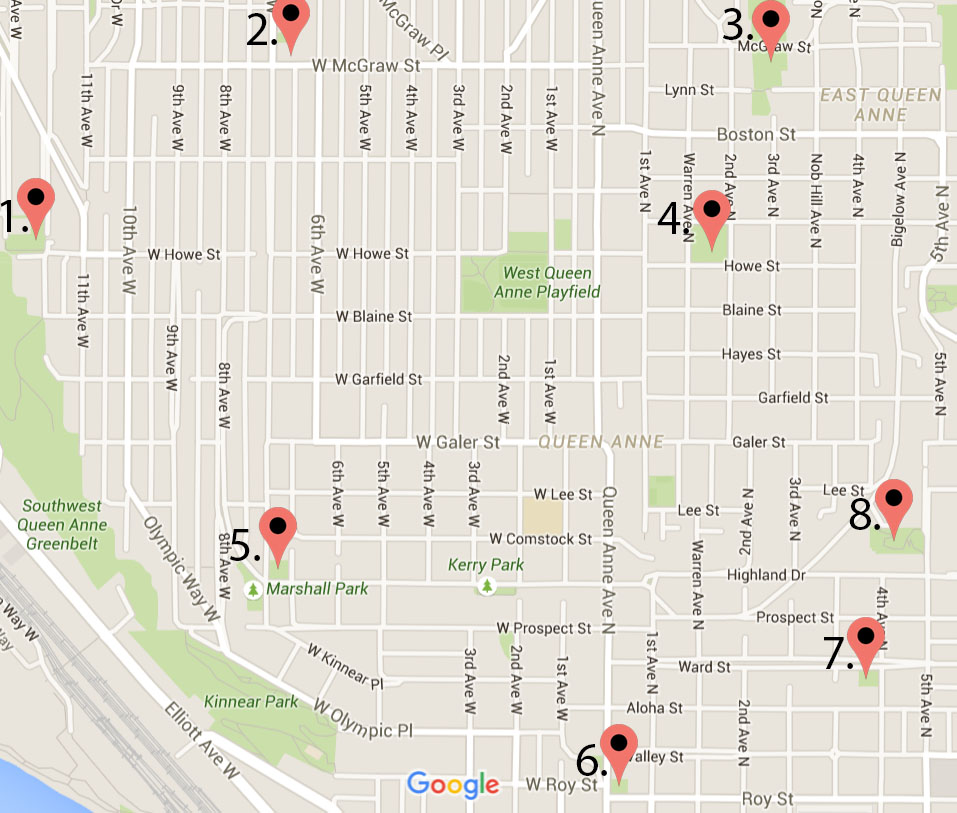 Ave W
Dr W
2.
McGraw Pl
ueen Anne Ave N
3.
McGraw St
W McGraw St
11th Ave W
9th Ave W
8th Ave W
5th Ave W
4th Ave W
3rd Ave W
2nd Ave W
1st Ave W
Lynn St
EAST QUEEN
ANNE
Boston St
1st Ave N
Warren Ave N
2nd Ave N
3rd Ave N
Nob Hill Ave N
4th Ave N
Bigelow Ave N
5th Ave N
1.
4.
10th Ave W
6th Ave W
W Howe St
W Howe St
West Queen
Anne Playfield
Howe St
11th Ave W
9th Ave W
W Blaine St
Blaine St
8th Ave W
2nd Ave W
1st Ave W
Hayes St
5th Ave N
W Garfield St
Garfield St
W Galer St
QUEEN ANNE
Galer St
6th Ave W
5th Ave W
4th Ave W
3rd Ave W
W Lee St
Queen Anne Ave N
Lee St
2nd Ave N
3rd Ave N
Lee St
8.
Southwest
Queen Anne
Greenbelt
Olympic Way W
8th Ave W
5.
W Comstock St
Warren Ave N
Kerry Park
Highland Dr
Marshall Park
4th Ave N
Prospect St
W Prospect St
7.
W Kinnear Pl
3rd Ave W
2nd Ave W
1st Ave W
1st Ave N
Ward St
5th Ave N
Kinnear Park
W Olympic Pl
Elliott Ave W
Aloha St
2nd Ave N
6.
alley St
Google
W Roy St
Roy St